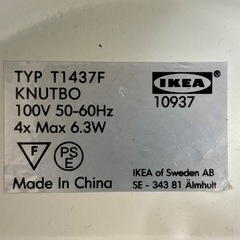 TYP T1437F
KNUTBO
100V 50-60Hz
4x Max 6.3W
IKEA
10937
F
PS
E
Made In China
IKEA of Sweden AB
SE - 343 81 Älmhult